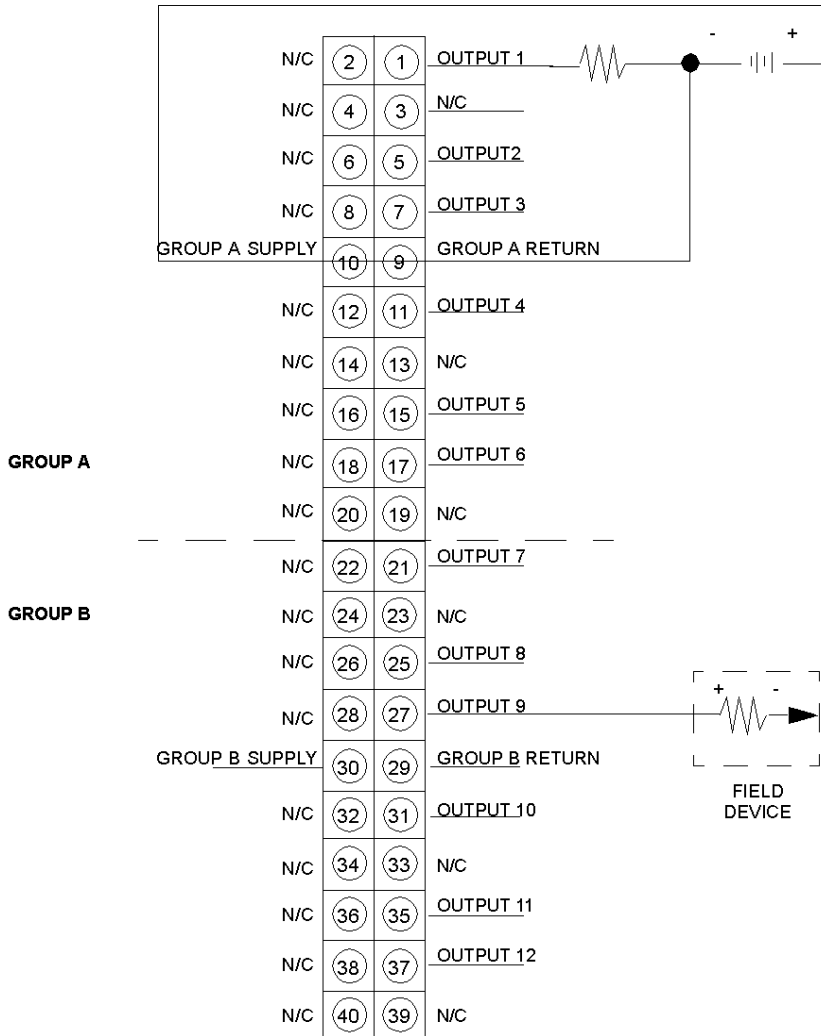 - +
N/C 2 1 OUTPUT 1
N/C 4 3 N/C
N/C 6 5 OUTPUT2
N/C 8 7 OUTPUT 3
GROUP A SUPPLY 10 9 GROUP A RETURN
N/C 12 11 OUTPUT 4
N/C 14 13 N/C
N/C 16 15 OUTPUT 5
GROUP A N/C 18 17 OUTPUT 6
N/C 20 19 N/C
N/C 22 21 OUTPUT 7
GROUP B N/C 24 23 N/C
N/C 26 25 OUTPUT 8
N/C 28 27 OUTPUT 9 + -
GROUP B SUPPLY 30 29 GROUP B RETURN
FIELD
DEVICE
N/C 32 31 OUTPUT 10
N/C 34 33 N/C
N/C 36 35 OUTPUT 11
N/C 38 37 OUTPUT 12
N/C 40 39 N/C